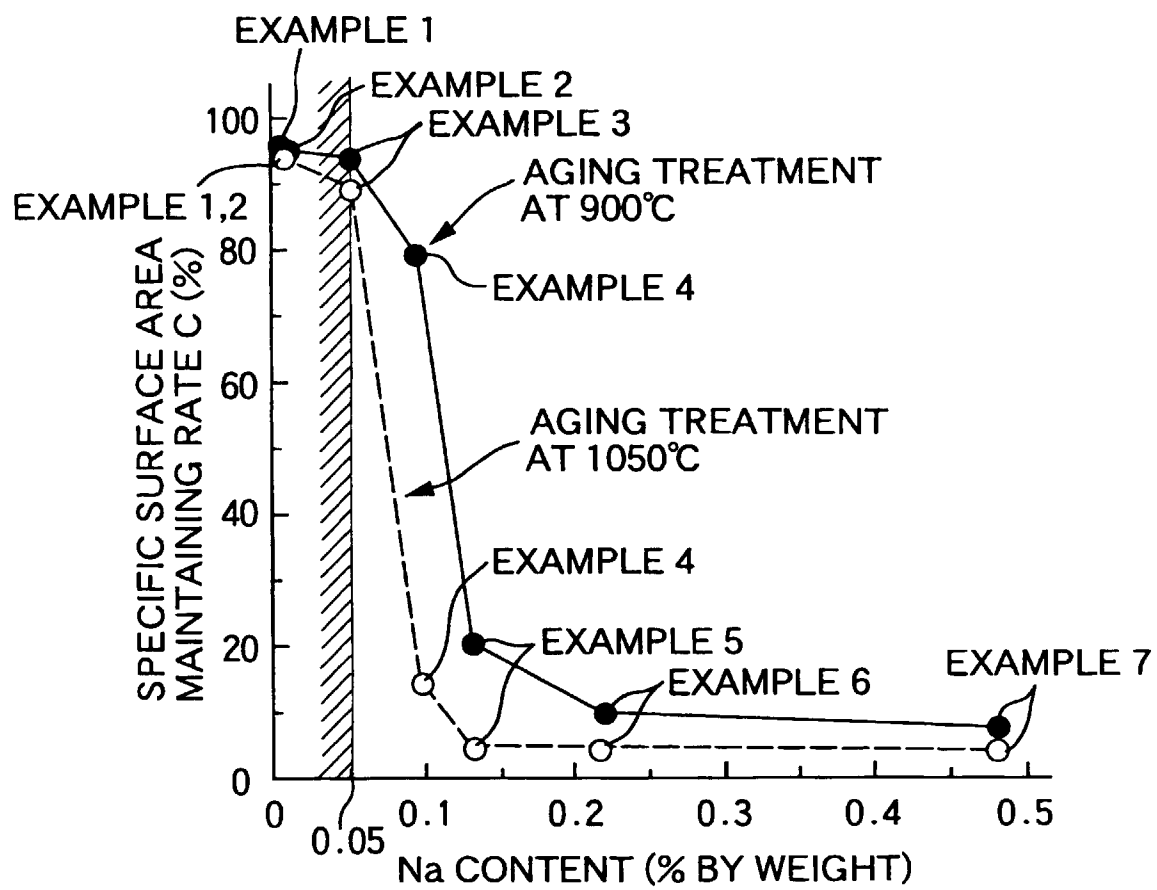 EXAMPLE 1
EXAMPLE 2
EXAMPLE 3
AGING TREATMENT
AT 900℃
EXAMPLE 1,2
EXAMPLE 4
AGING TREATMENT
AT 1050℃
EXAMPLE 4
EXAMPLE 5
EXAMPLE 6
EXAMPLE 7
SPECIFIC SURFACE AREA
MAINTAINING RATE C (%)
100
80
60
40
20
0
0
0.05
0.1
0.2
0.3
0.4
0.5
Na CONTENT (% BY WEIGHT)